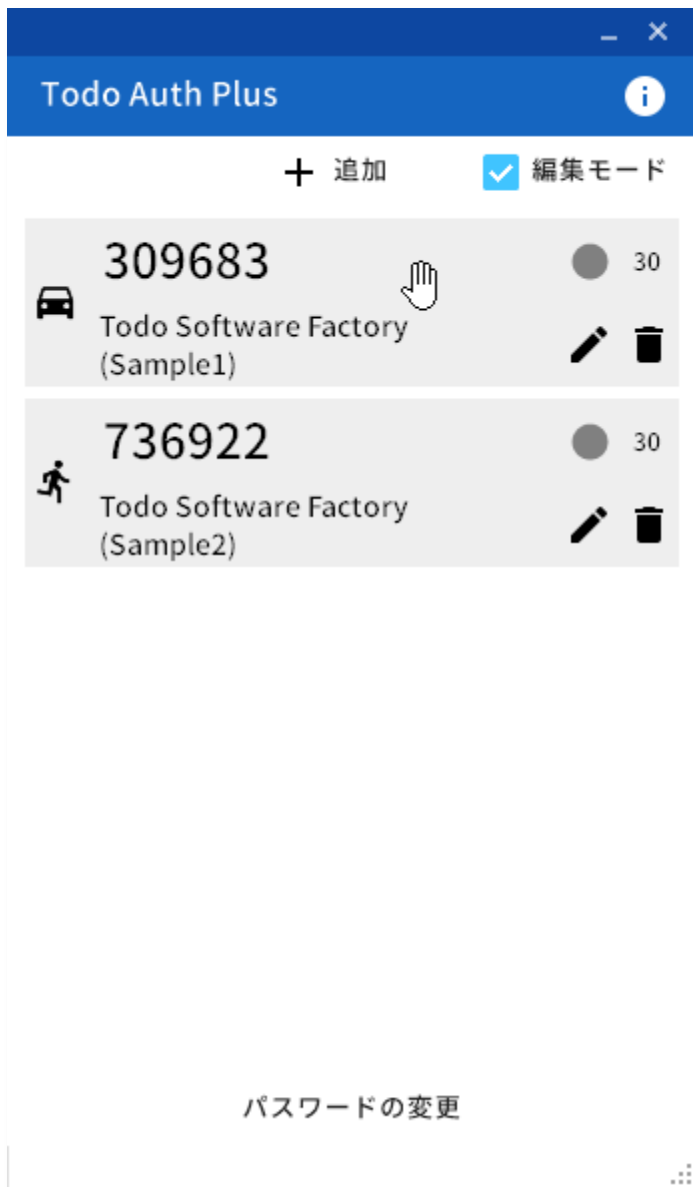 Todo Auth Plus
追加
編集モード
309683
30
Todo Software Factory
(Sample1)
736922
30
Todo Software Factory
(Sample2)
パスワードの変更